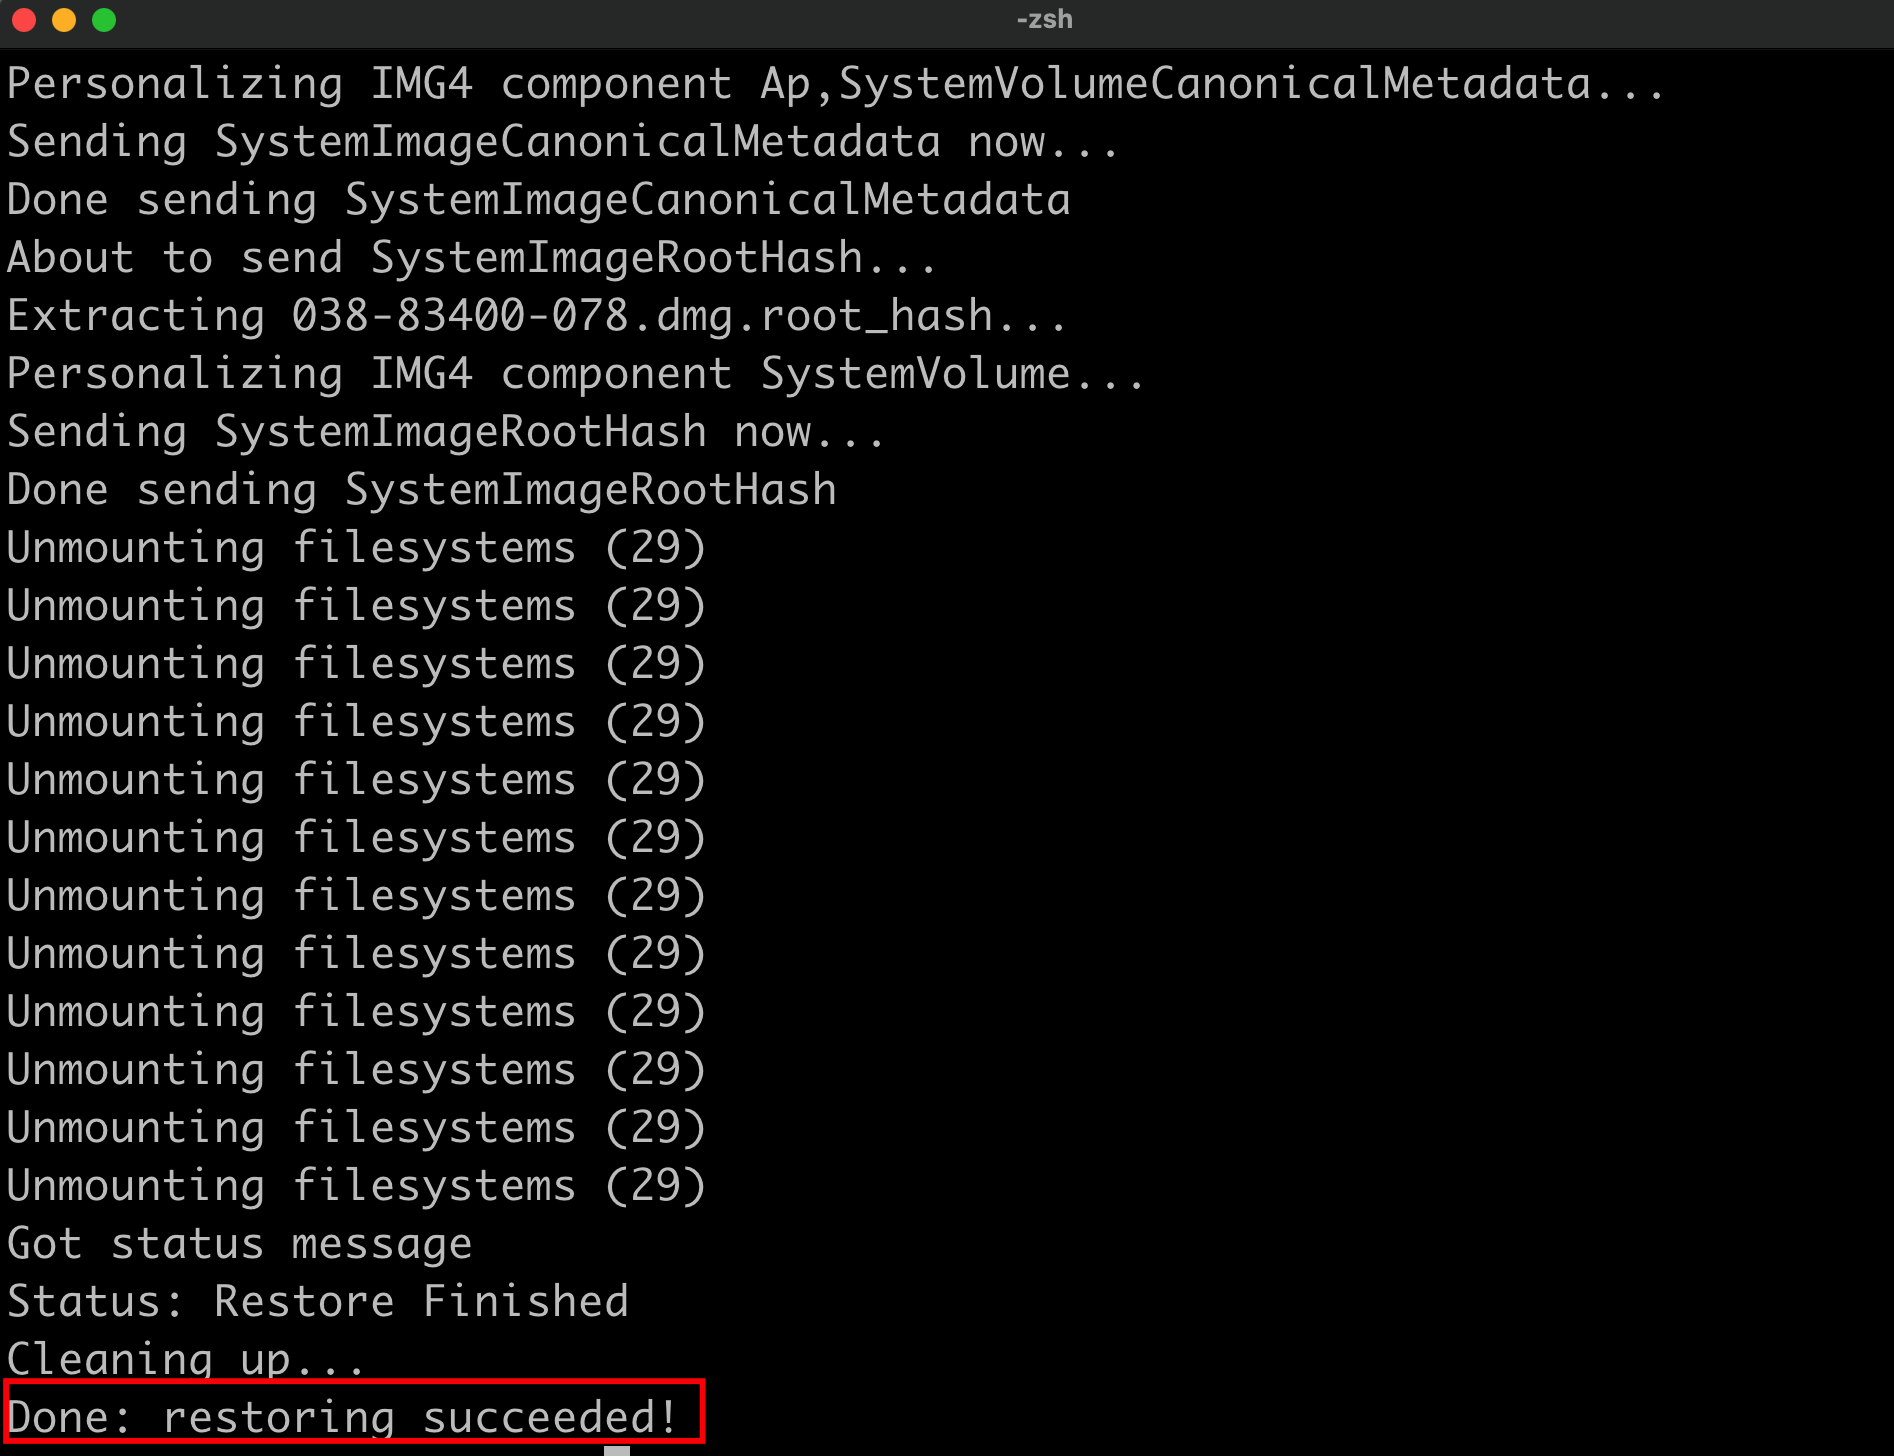 -zsh
Personalizing IMG4 component Ap,SystemVolumeCanonicalMetadata...
Sending SystemImageCanonicalMetadata now...
Done sending SystemImageCanonicalMetadata
About to send SystemImageRootHash...
Extracting 038-83400-078.dmg.root_hash...
Personalizing IMG4 component SystemVolume...
Sending SystemImageRootHash now...
Done sending SystemImageRootHash
Unmounting filesystems (29)
Unmounting filesystems (29)
Unmounting filesystems (29)
Unmounting filesystems (29)
Unmounting filesystems (29)
Unmounting filesystems (29)
Unmounting filesystems (29)
Unmounting filesystems (29)
Unmounting filesystems (29)
Unmounting filesystems (29)
Unmounting filesystems (29)
Unmounting filesystems (29)
Got status message
Status: Restore Finished
Cleaning up...
Done: restoring succeeded!